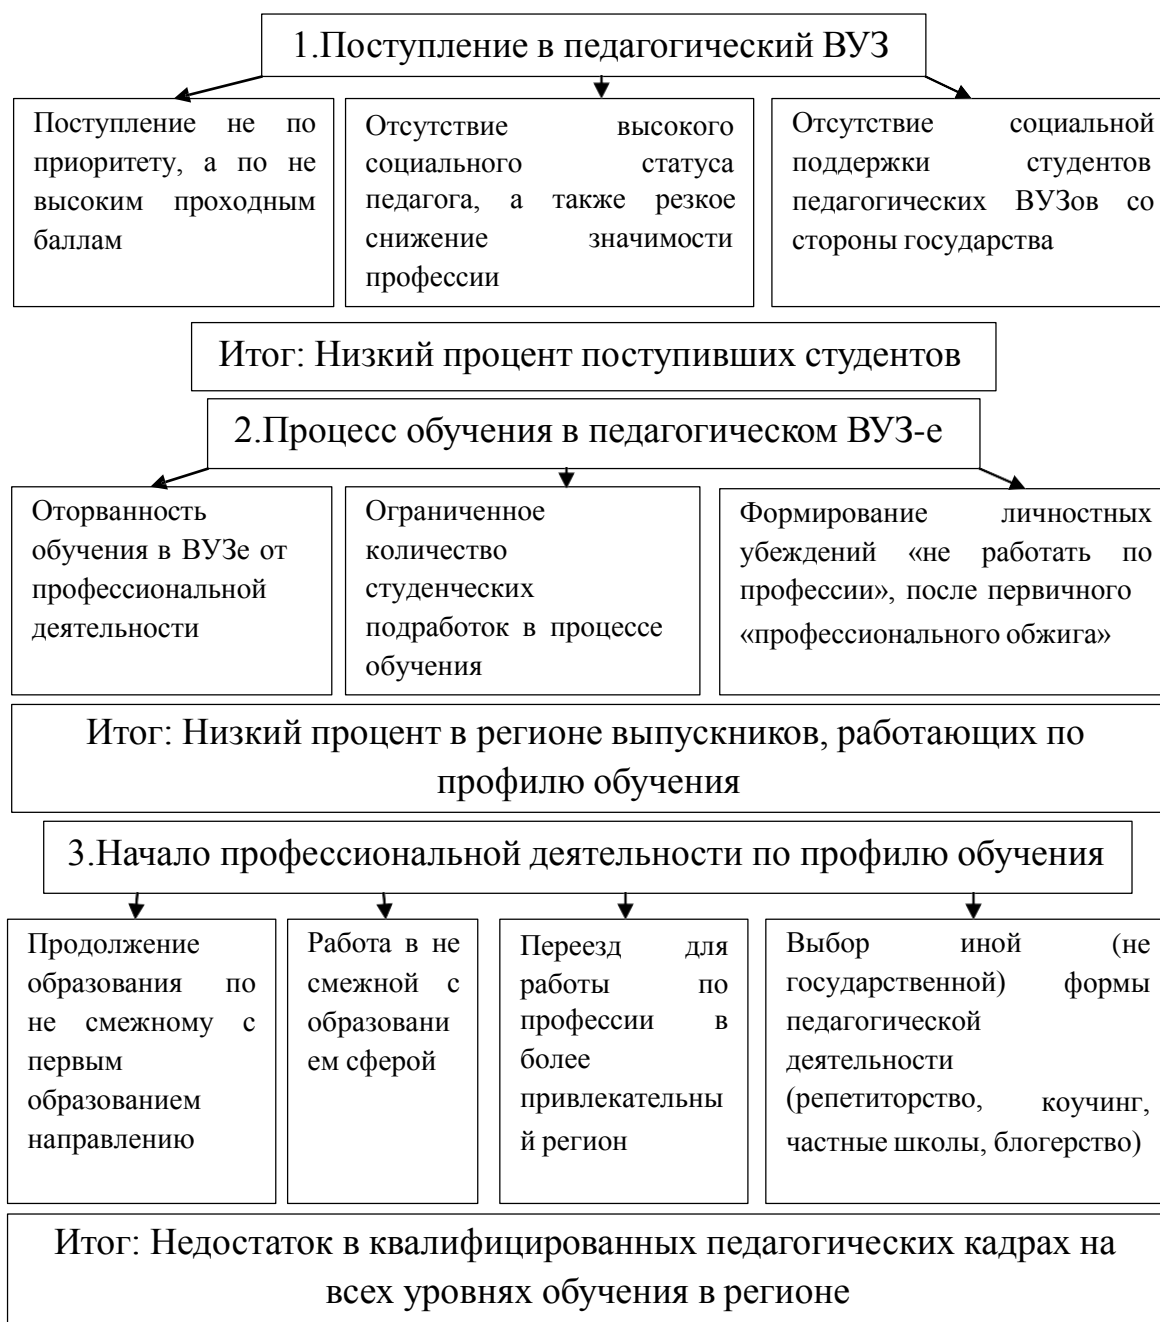 1.Поступление в педагогический ВУЗ
Поступление не по
приоритету, а по не
высоким проходным
баллам
Отсутствие высокого
социального статуса
педагога, а также резкое
снижение значимости
профессии
Отсутствие социальной
поддержки студентов
педагогических ВУЗов со
стороны государства
Итог: Низкий процент поступивших студентов
2.Процесс обучения в педагогическом ВУЗ-е
Оторванность
обучения в ВУЗе от
профессиональной
деятельности
Ограниченное
количество
студенческих
подработок в процессе
обучения
Формирование личностных
убеждений «не работать по
профессии», после первичного
«профессионального обжига»
Итог: Низкий процент в регионе выпускников, работающих по
профилю обучения
3.Начало профессиональной деятельности по профилю обучения
Продолжение
образования по
не смежному с
первым
образованием
направлению
Работа в не
смежной с
образовани
ем сферой
Переезд для
работы по
профессии в
более
привлекательны
й регион
Выбор иной (не
государственной) формы
педагогической
деятельности
(репетиторство, коучинг,
частные школы, блогерство)
Итог: Недостаток в квалифицированных педагогических кадрах на
всех уровнях обучения в регионе